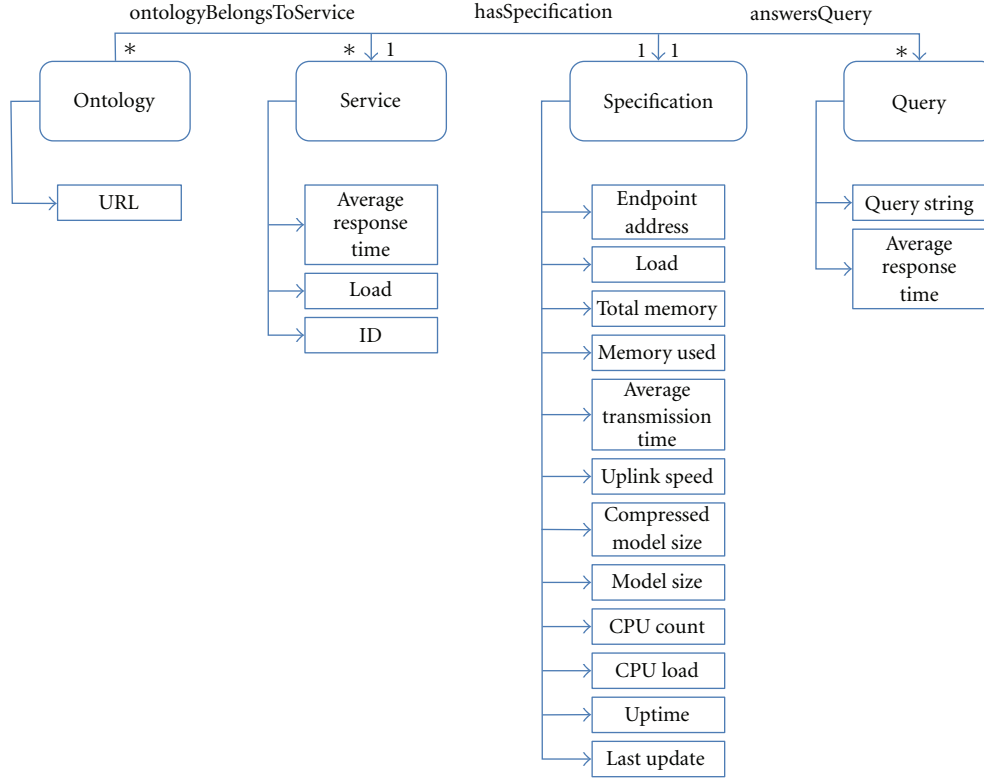 ontologyBelongsToService hasSpecification answersQuery
* * 1 1 1 *
Ontology Service Specification Query
URL
Average
response
time
Load
ID
Endpoint
address
Load
Total memory
Memory used
Average
transmission
time
Uplink speed
Compressed
model size
Model size
CPU count
CPU load
Uptime
Last update
Query string
Average
response
time